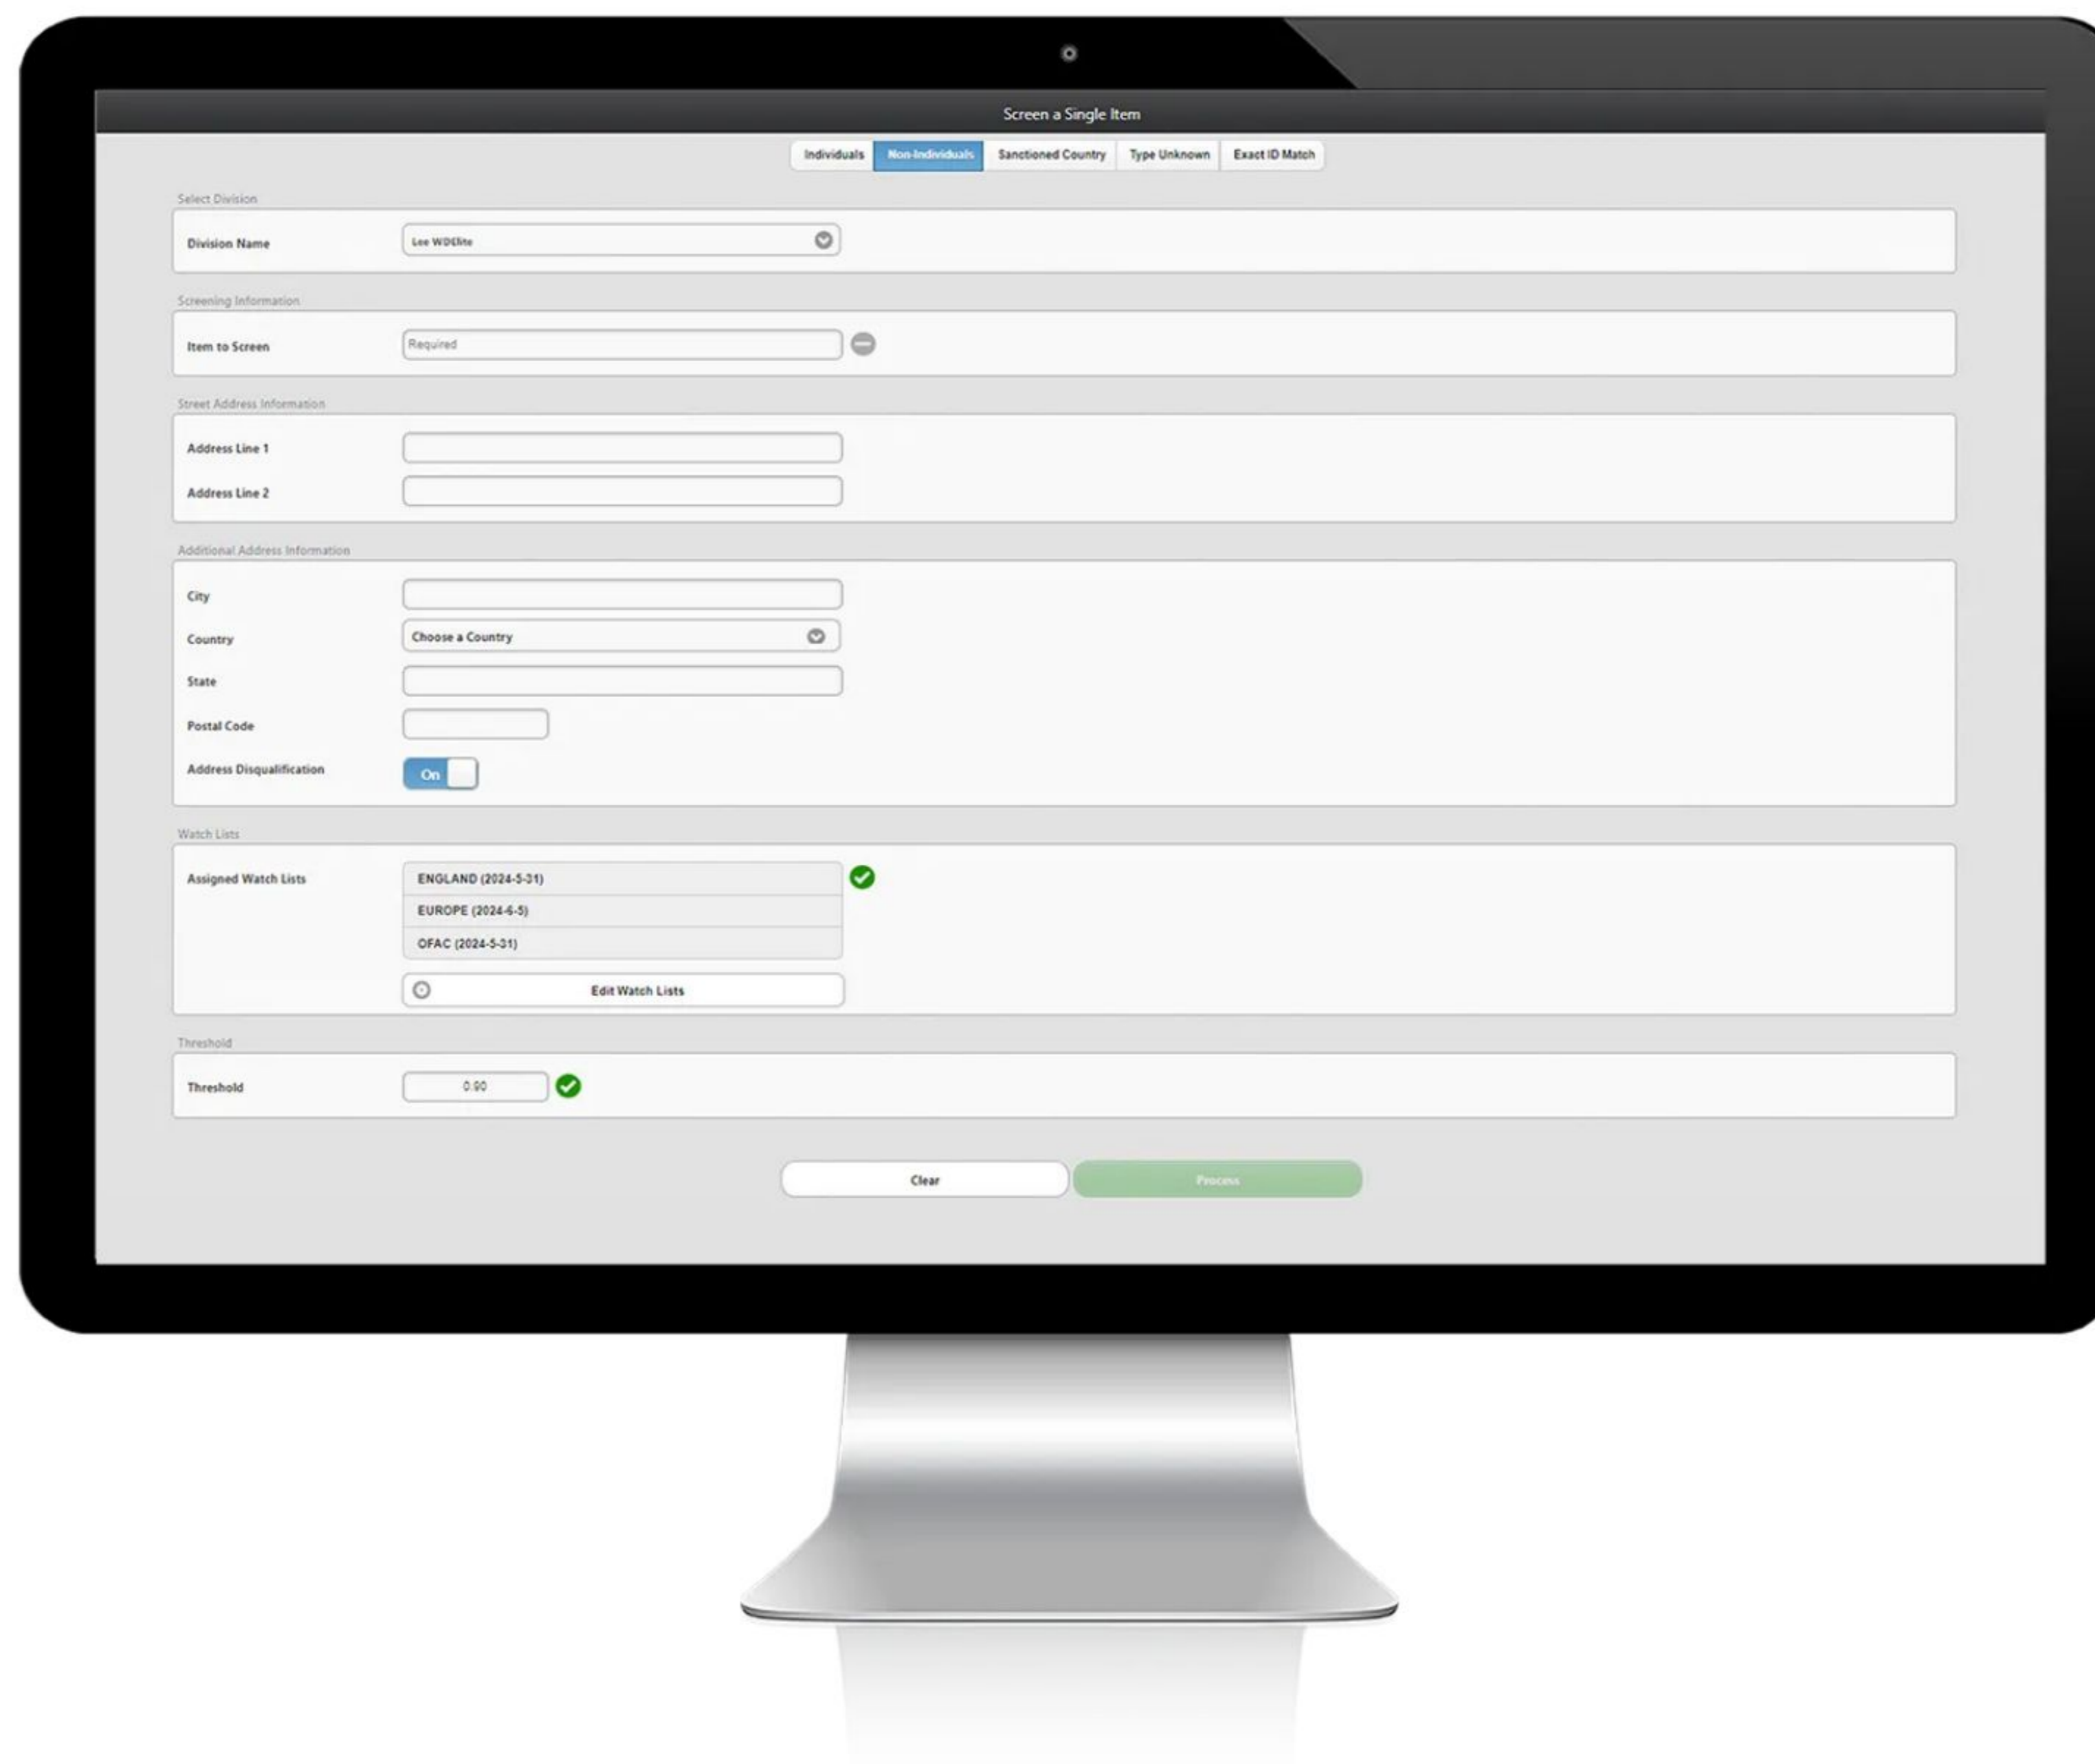 Screen a Single Item
Individuals Non-Individuals Sanctioned Country Type Unknown Exact ID Match
Select Division
Division Name Lee WDElite
Screening Information
Item to Screen Required
Street Address Information
Address Line 1
Address Line 2
Additional Address Information
City
Country Choose a Country
State
Postal Code
Address Disqualification On
Watch Lists
Assigned Watch Lists ENGLAND (2024-5-31)
EUROPE (2024-6-5)
OFAC (2024-5-31)
Edit Watch Lists
Threshold
Threshold 0.90
Clear Process